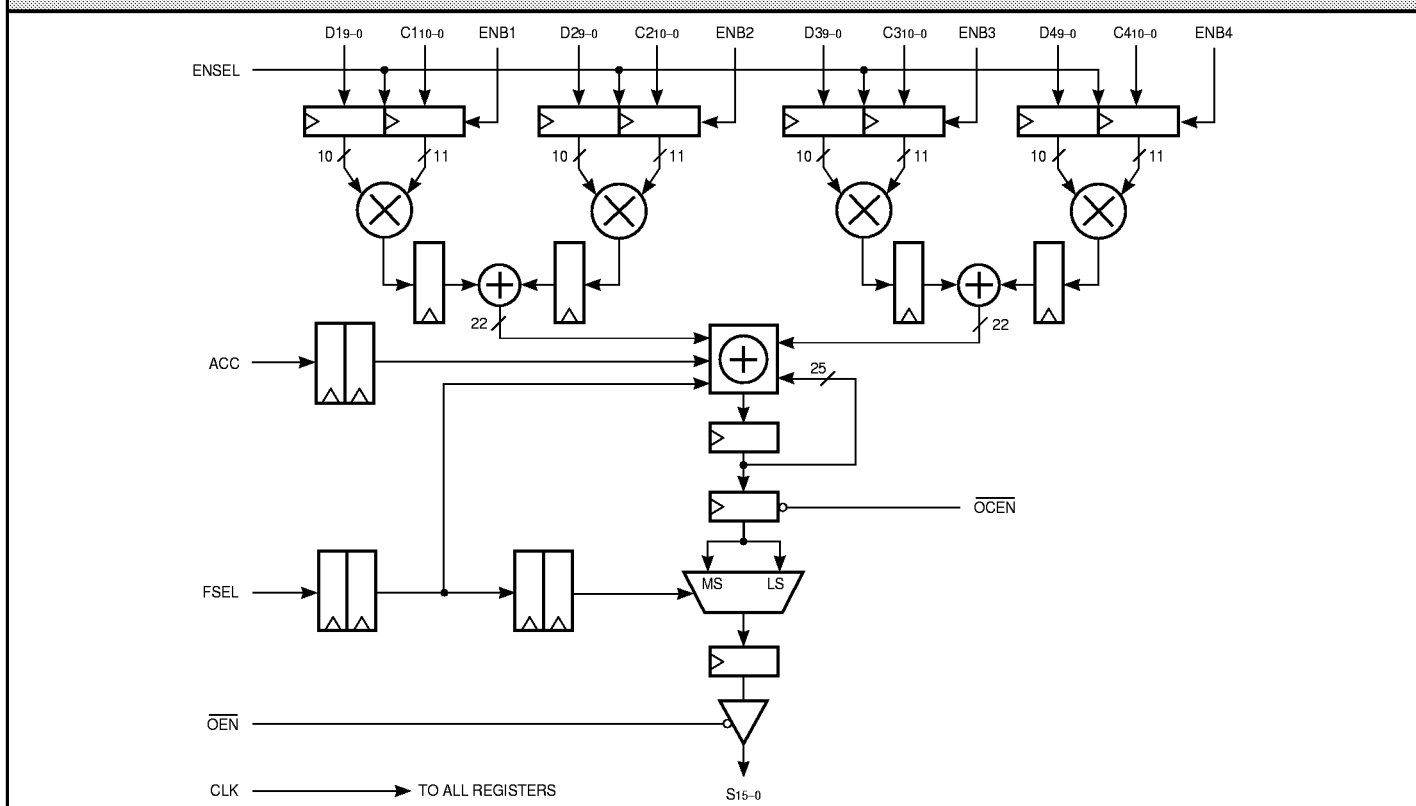 D19–0 C110–0 ENB1 D29–0 C210–0 ENB2 D39–0 C310–0 ENB3 D49–0 C410–0 ENB4
ENSEL
10 11 10 11 10 11 10 11
22 22
ACC
25
OCEN
MS LS
FSEL
OEN
CLK TO ALL REGISTERS
S15–0